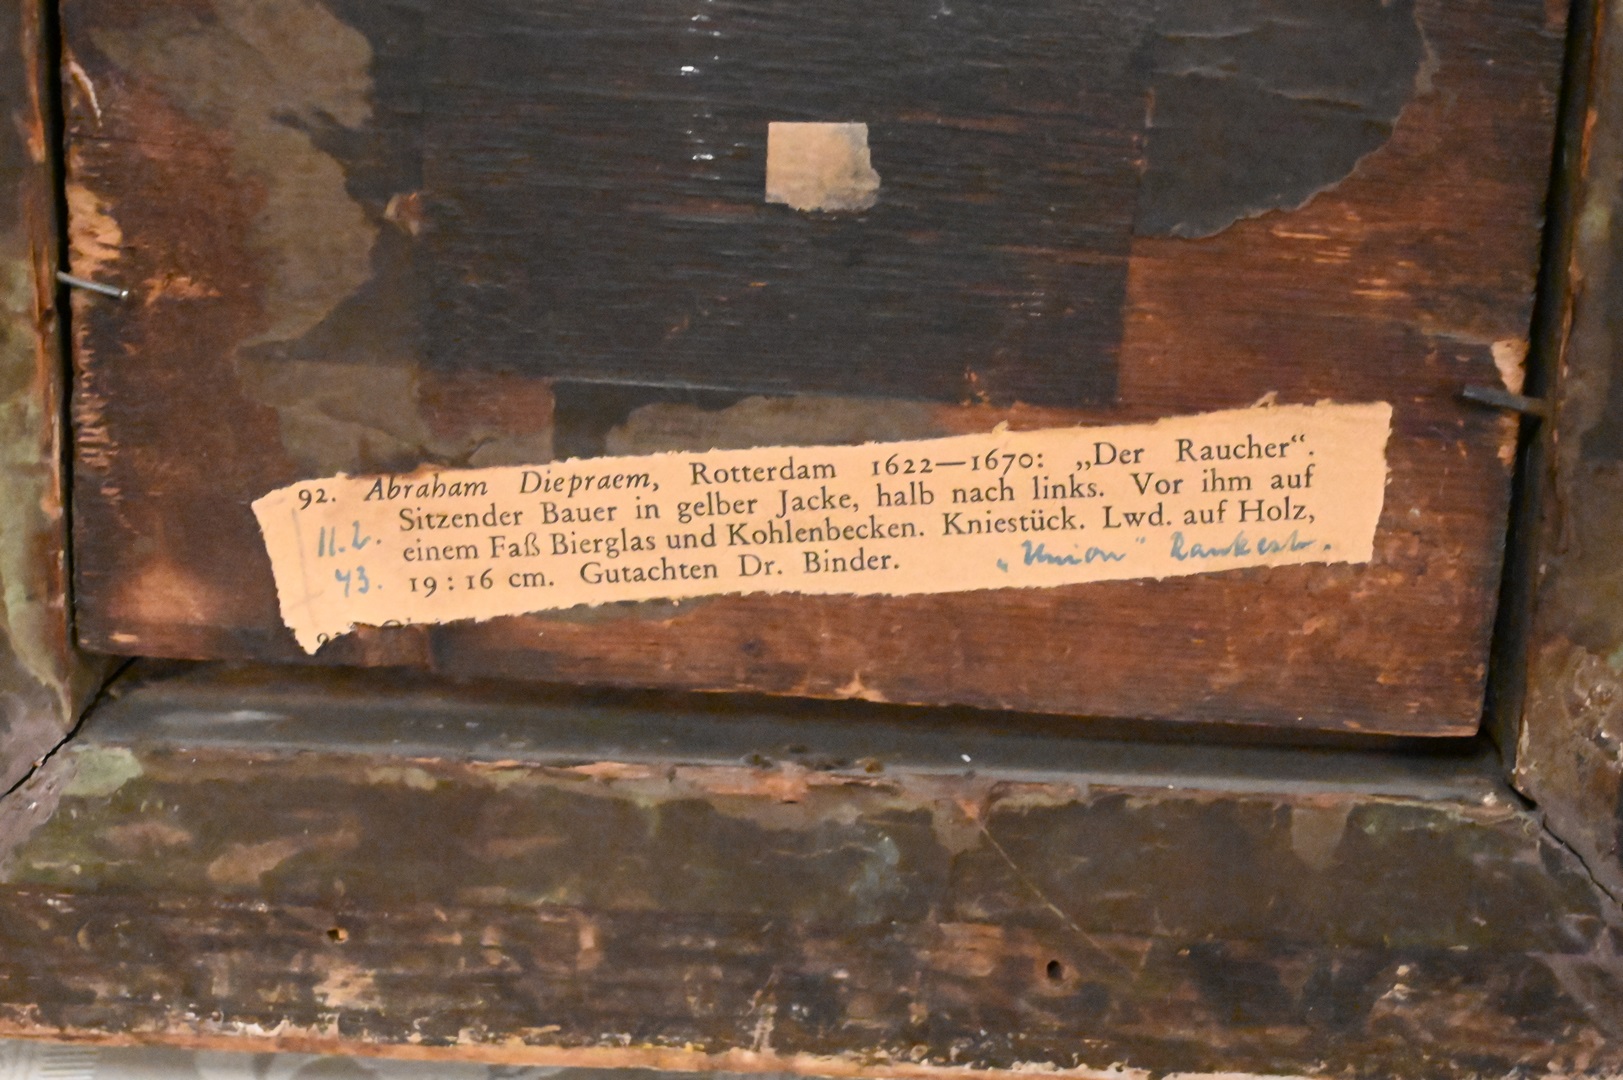 92. Abraham Diepraem, Rotterdam 1622—1670: „Der Raucher“.
Sitzender Bauer in gelber Jacke, halb nach links. Vor ihm auf
11.2. einem Faß Bierglas und Kohlenbecken. Kniestück. Lwd. auf Holz,
43. 19 : 16 cm. Gutachten Dr. Binder. „Union“ Rankestr.